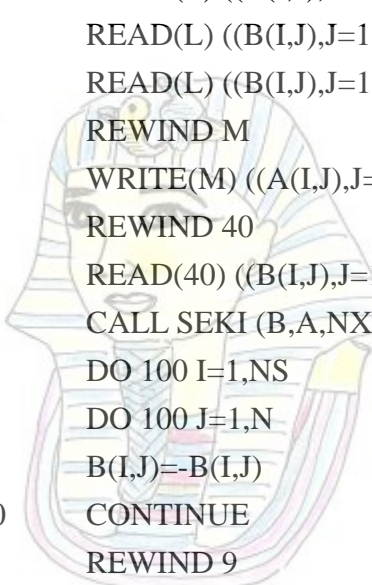 READ(L) ((B(I,J),J=1
READ(L) ((B(I,J),J=1
REWIND M
WRITE(M) ((A(I,J),J=
REWIND 40
READ(40) ((B(I,J),J=
CALL SEKI (B,A,NX
DO 100 I=1,NS
DO 100 J=1,N
B(I,J)=-B(I,J)
CONTINUE
REWIND 9